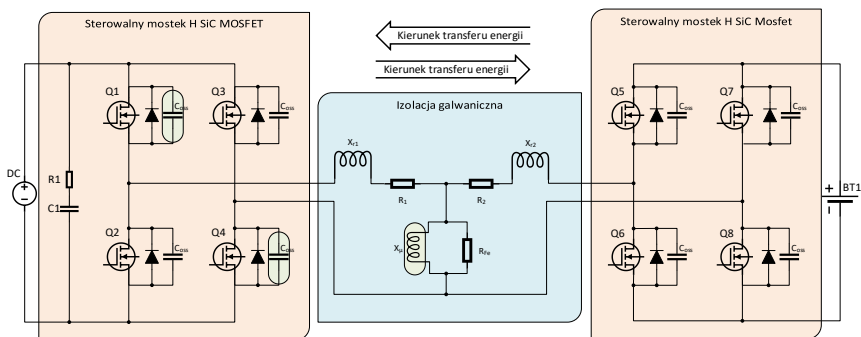 Sterowalny mostek H SiC MOSFET
Sterowalny mostek H SiC Mosfet
Kierunek transferu energii
Kierunek transferu energii
Izolacja galwaniczna
Q1
Coss
Q3
Coss
Q5
Coss
Q7
Coss
Xr1
Xr2
DC
R1
C1
R1
R2
BT1
Q2
Coss
Q4
Coss
Xµ
RFe
Q6
Coss
Q8
Coss